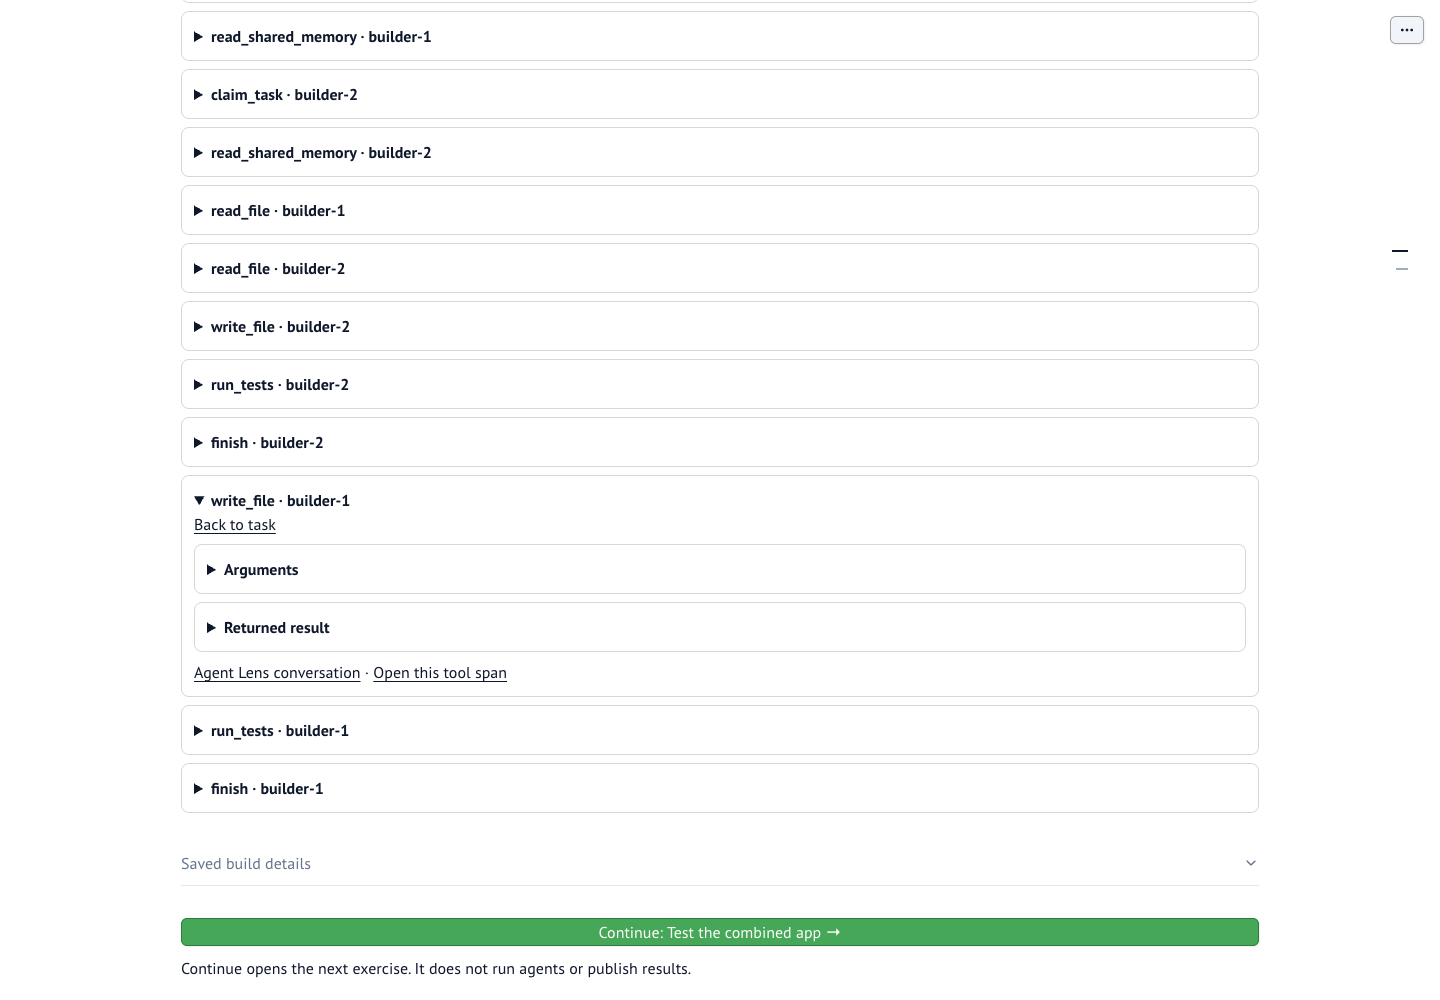 read_shared_memory · builder-1
claim_task · builder-2
read_shared_memory · builder-2
read_file · builder-1
read_file · builder-2
write_file · builder-2
run_tests · builder-2
finish · builder-2
write_file · builder-1
Back to task
Arguments
Returned result
Agent Lens conversation · Open this tool span
run_tests · builder-1
finish · builder-1
Saved build details
Continue: Test the combined app →
Continue opens the next exercise. It does not run agents or publish results.